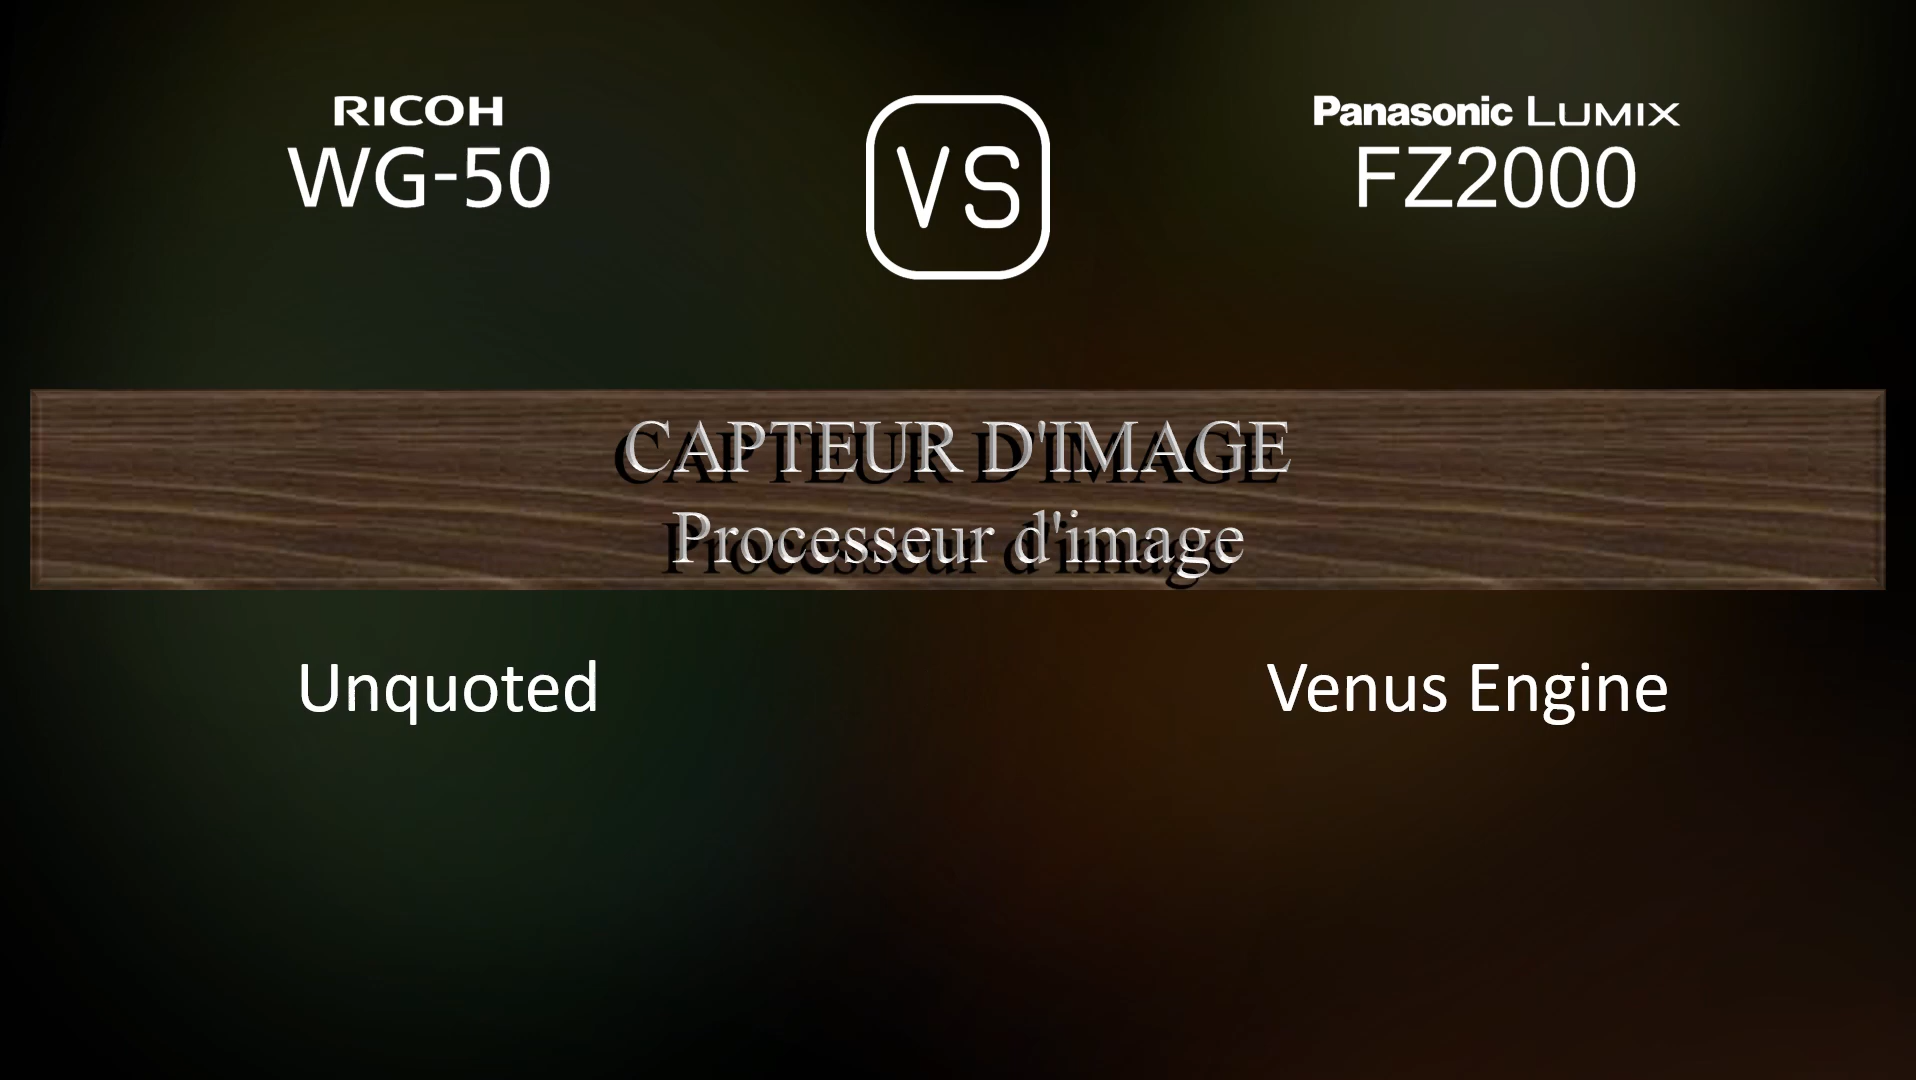 RICOH
WG-50
VS
Panasonic LUMIX
FZ2000
CAPTEUR D'IMAGE
Processeur d'image
Unquoted
Venus Engine